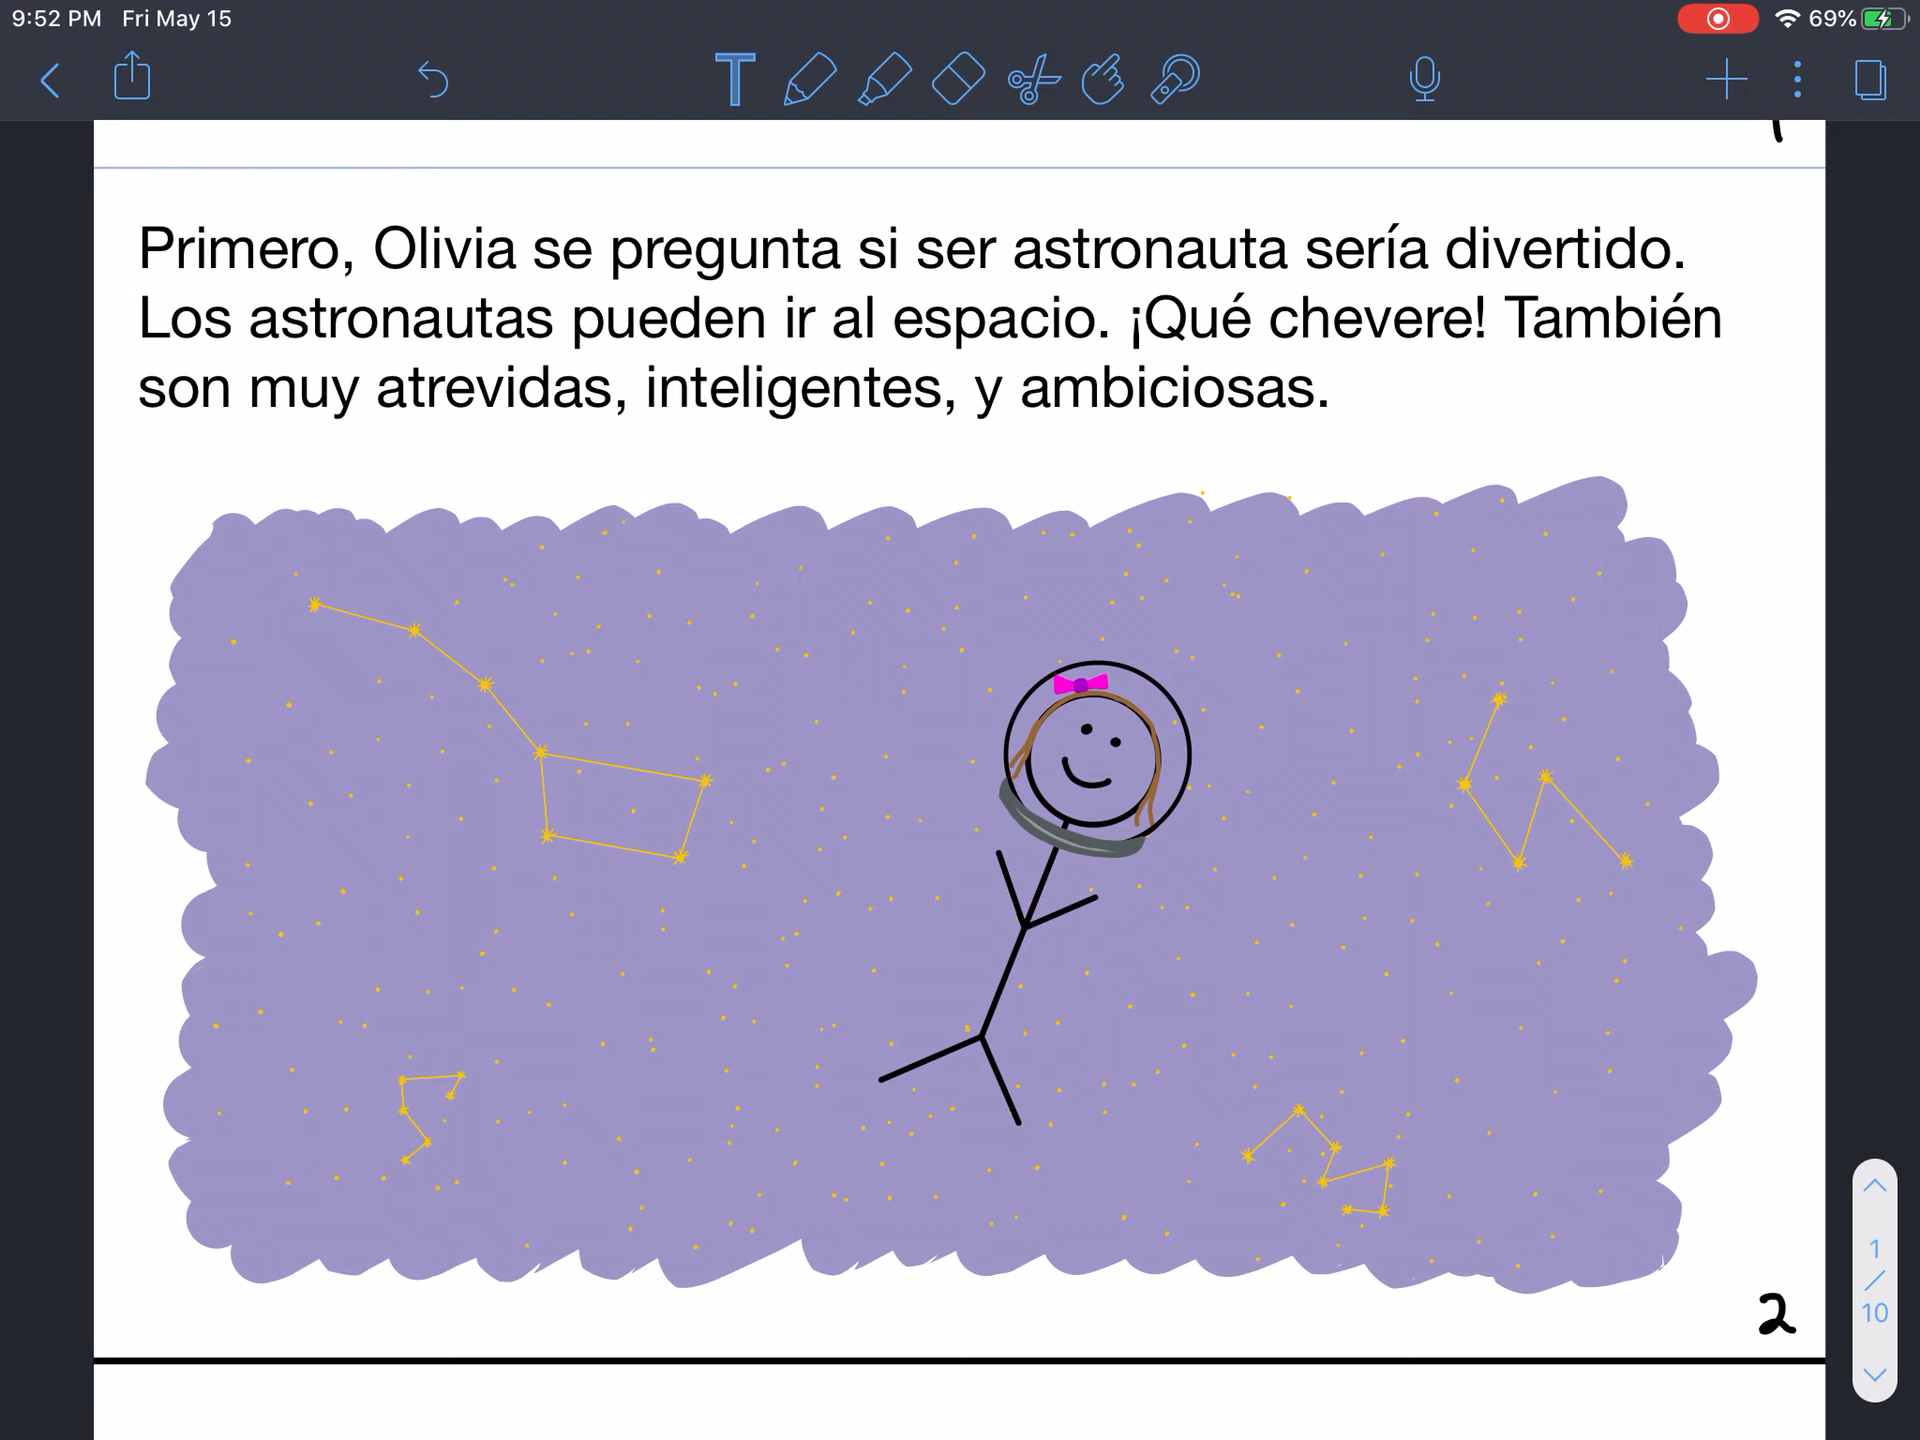 9:52 PM Fri May 15
69%
T
Primero, Olivia se pregunta si ser astronauta sería divertido.
Los astronautas pueden ir al espacio. ¡Qué chevere! También
son muy atrevidas, inteligentes, y ambiciosas.
2
1
/
10